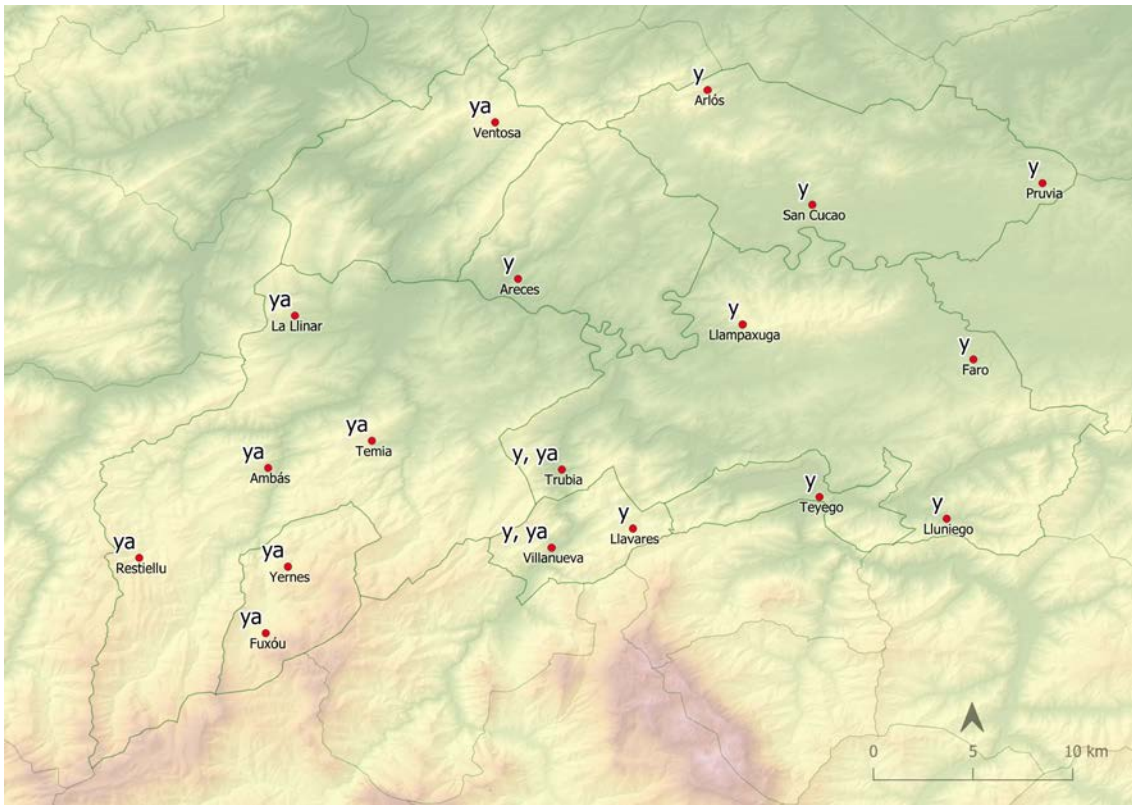 y
Arlós
ya
Ventosa
y
Pruvia
y
San Cucao
y
Areces
ya
La Llinar
y
Llampaxuga
y
Faro
ya
Temia
ya
Ambás
y, ya
Trubia
y
Teyego
y
Lluniego
y
Llavares
y, ya
Villanueva
ya
Restiellu
ya
Yernes
ya
Fuxóu
0 5 10 km